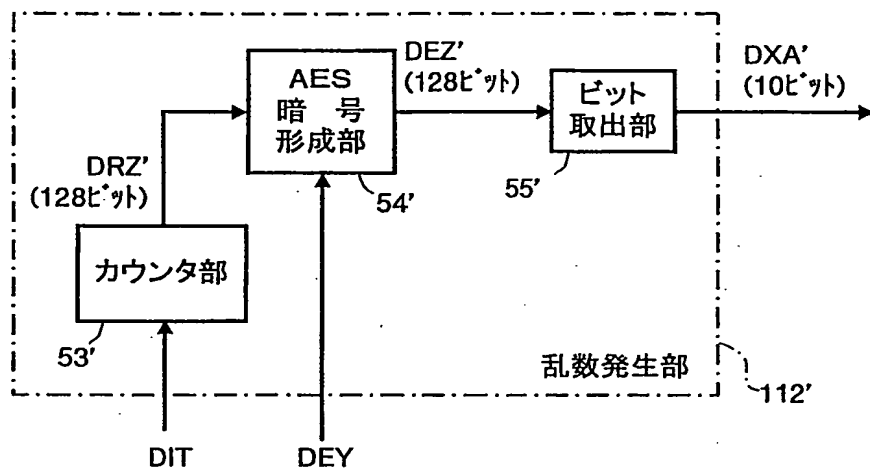 AES
暗 号
形成部
54'
DEZ'
(128ﾋﾞｯﾄ)
ビット
取出部
55'
DXA'
(10ﾋﾞｯﾄ)
DRZ'
(128ﾋﾞｯﾄ)
カウンタ部
53'
乱数発生部
112'
DIT
DEY